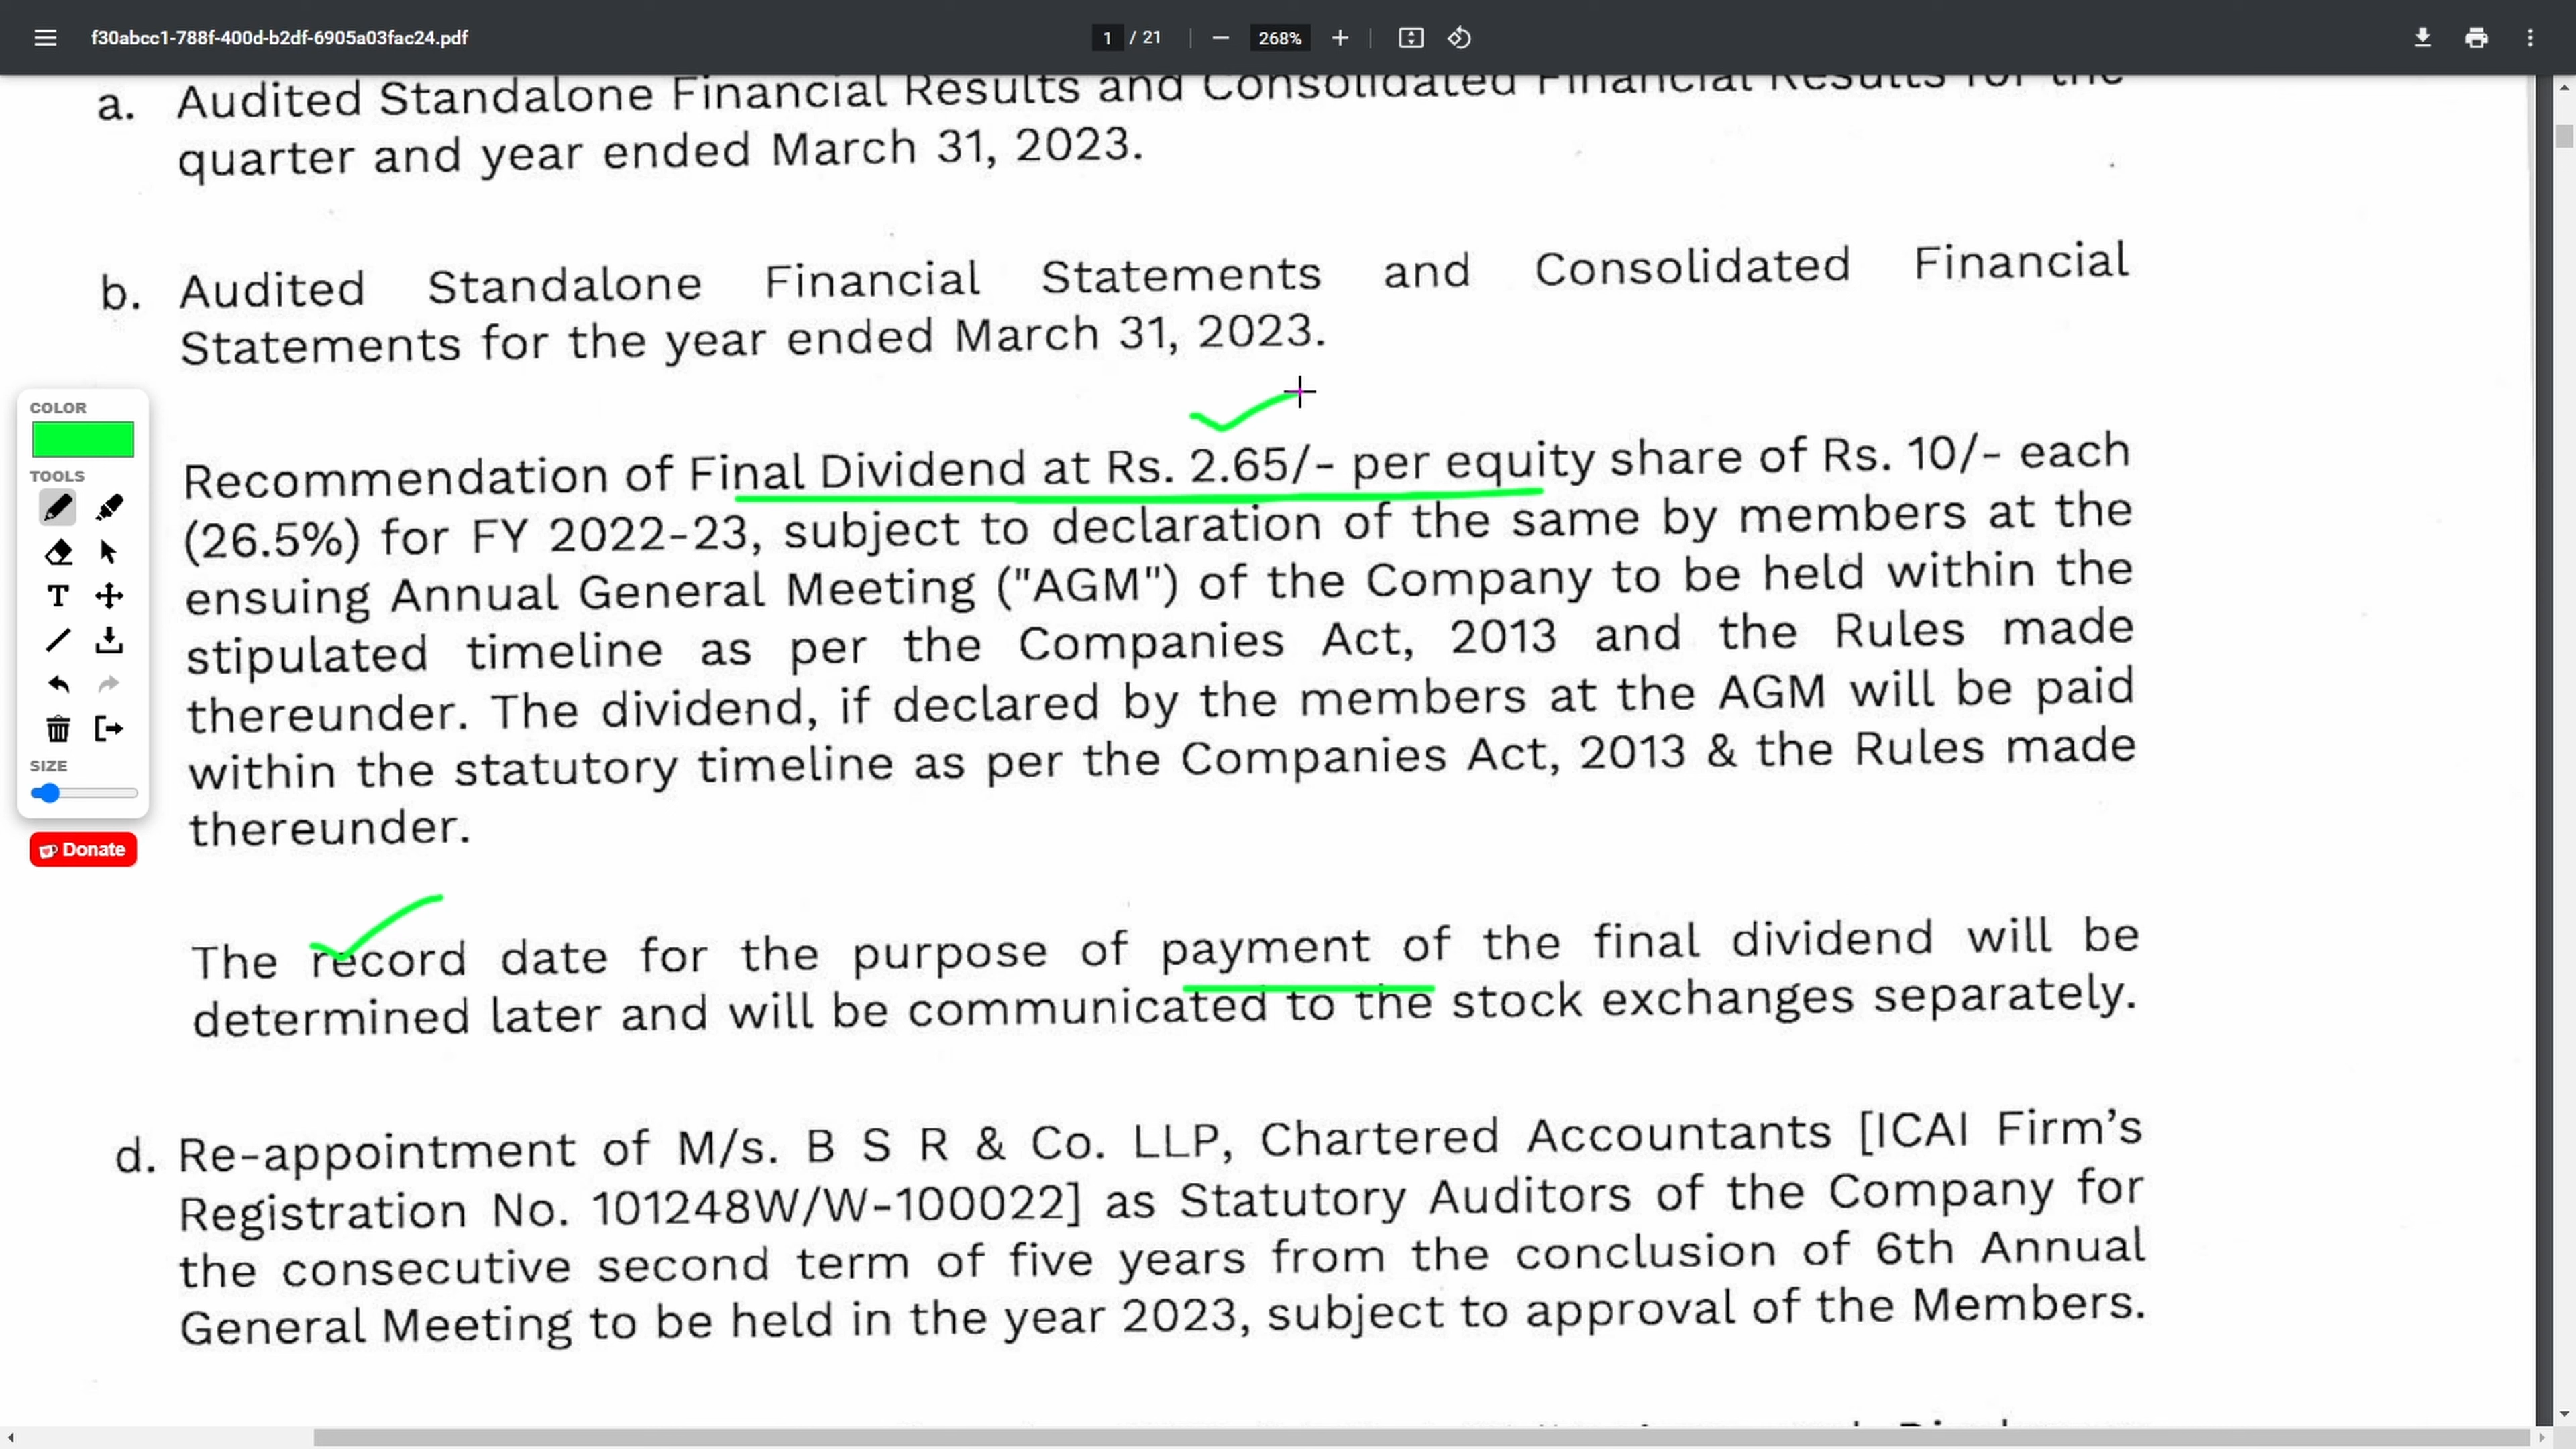 f30abcc1-788f-400d-b2df-6905a03fac24.pdf
1 / 21
268%
a. Audited Standalone Financial Results and Consolidated Financial Results for the
quarter and year ended March 31, 2023.
b. Audited Standalone Financial Statements and Consolidated Financial
Statements for the year ended March 31, 2023.
COLOR
TOOLS
T
SIZE
Donate
Recommendation of Final Dividend at Rs. 2.65/- per equity share of Rs. 10/- each
(26.5%) for FY 2022-23, subject to declaration of the same by members at the
ensuing Annual General Meeting ("AGM") of the Company to be held within the
stipulated timeline as per the Companies Act, 2013 and the Rules made
thereunder. The dividend, if declared by the members at the AGM will be paid
within the statutory timeline as per the Companies Act, 2013 & the Rules made
thereunder.
The record date for the purpose of payment of the final dividend will be
determined later and will be communicated to the stock exchanges separately.
d. Re-appointment of M/s. B S R & Co. LLP, Chartered Accountants [ICAI Firm’s
Registration No. 101248W/W-100022] as Statutory Auditors of the Company for
the consecutive second term of five years from the conclusion of 6th Annual
General Meeting to be held in the year 2023, subject to approval of the Members.